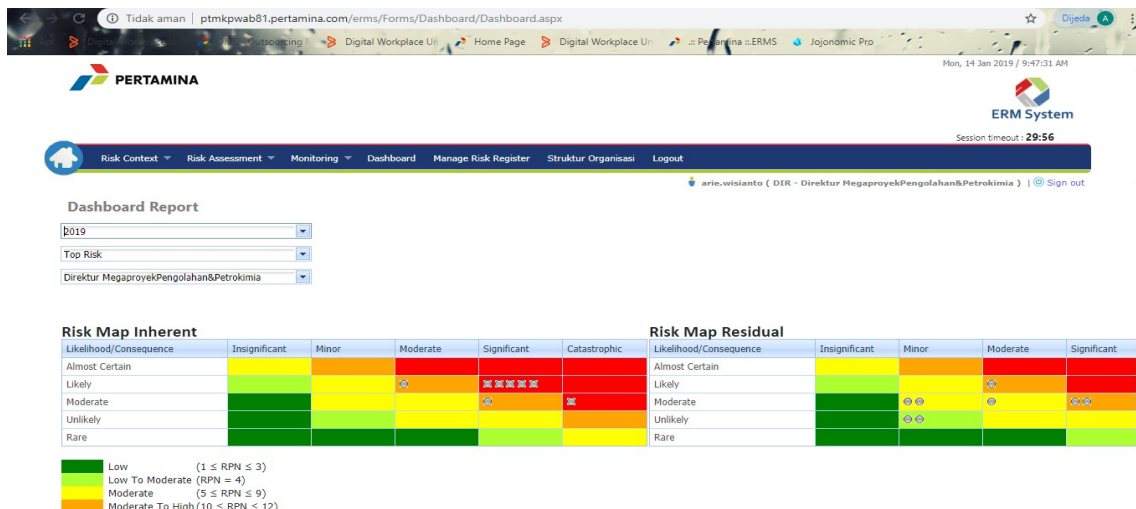 Tidak aman | ptmkpwab81.pertamina.com/erms/Forms/Dashboard/Dashboard.aspx
Dijeda A
Digital Workplace Un Home Page Digital Workplace Un .:: Pertamina ::.ERMS Jojonomic Pro
Mon, 14 Jan 2019 / 9:47:31 AM
PERTAMINA
ERM System
Session timeout : 29:56
Risk Context Risk Assessment Monitoring Dashboard Manage Risk Register Struktur Organisasi Logout
arie.wisianto ( DIR - Direktur MegaproyekPengolahan&Petrokimia ) | Sign out
Dashboard Report
2019
Top Risk
Direktur MegaproyekPengolahan&Petrokimia
Risk Map Inherent
Likelihood/Consequence Insignificant Minor Moderate Significant Catastrophic
Almost Certain
Likely
Moderate
Unlikely
Rare
Risk Map Residual
Likelihood/Consequence Insignificant Minor Moderate Significant
Almost Certain
Likely
Moderate
Unlikely
Rare
Low (1 ≤ RPN ≤ 3)
Low To Moderate (RPN = 4)
Moderate (5 ≤ RPN ≤ 9)
Moderate To High (10 ≤ RPN ≤ 12)